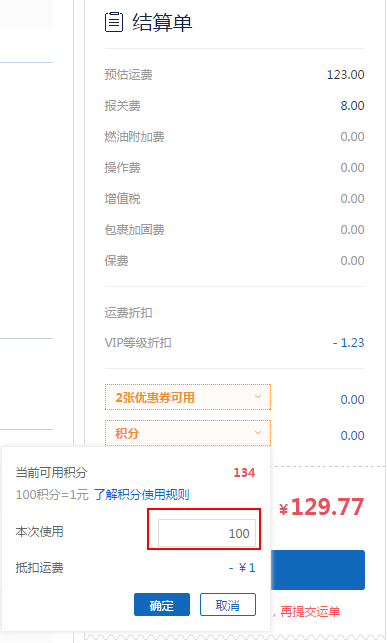 结算单
预估运费 123.00
报关费 8.00
燃油附加费 0.00
操作费 0.00
增值税 0.00
包裹加固费 0.00
保费 0.00
运费折扣
VIP等级折扣 - 1.23
2张优惠券可用 0.00
积分 0.00
当前可用积分 134
100积分=1元 了解积分使用规则
¥129.77
本次使用 100
抵扣运费 - ¥1
确定 取消
，再提交运单